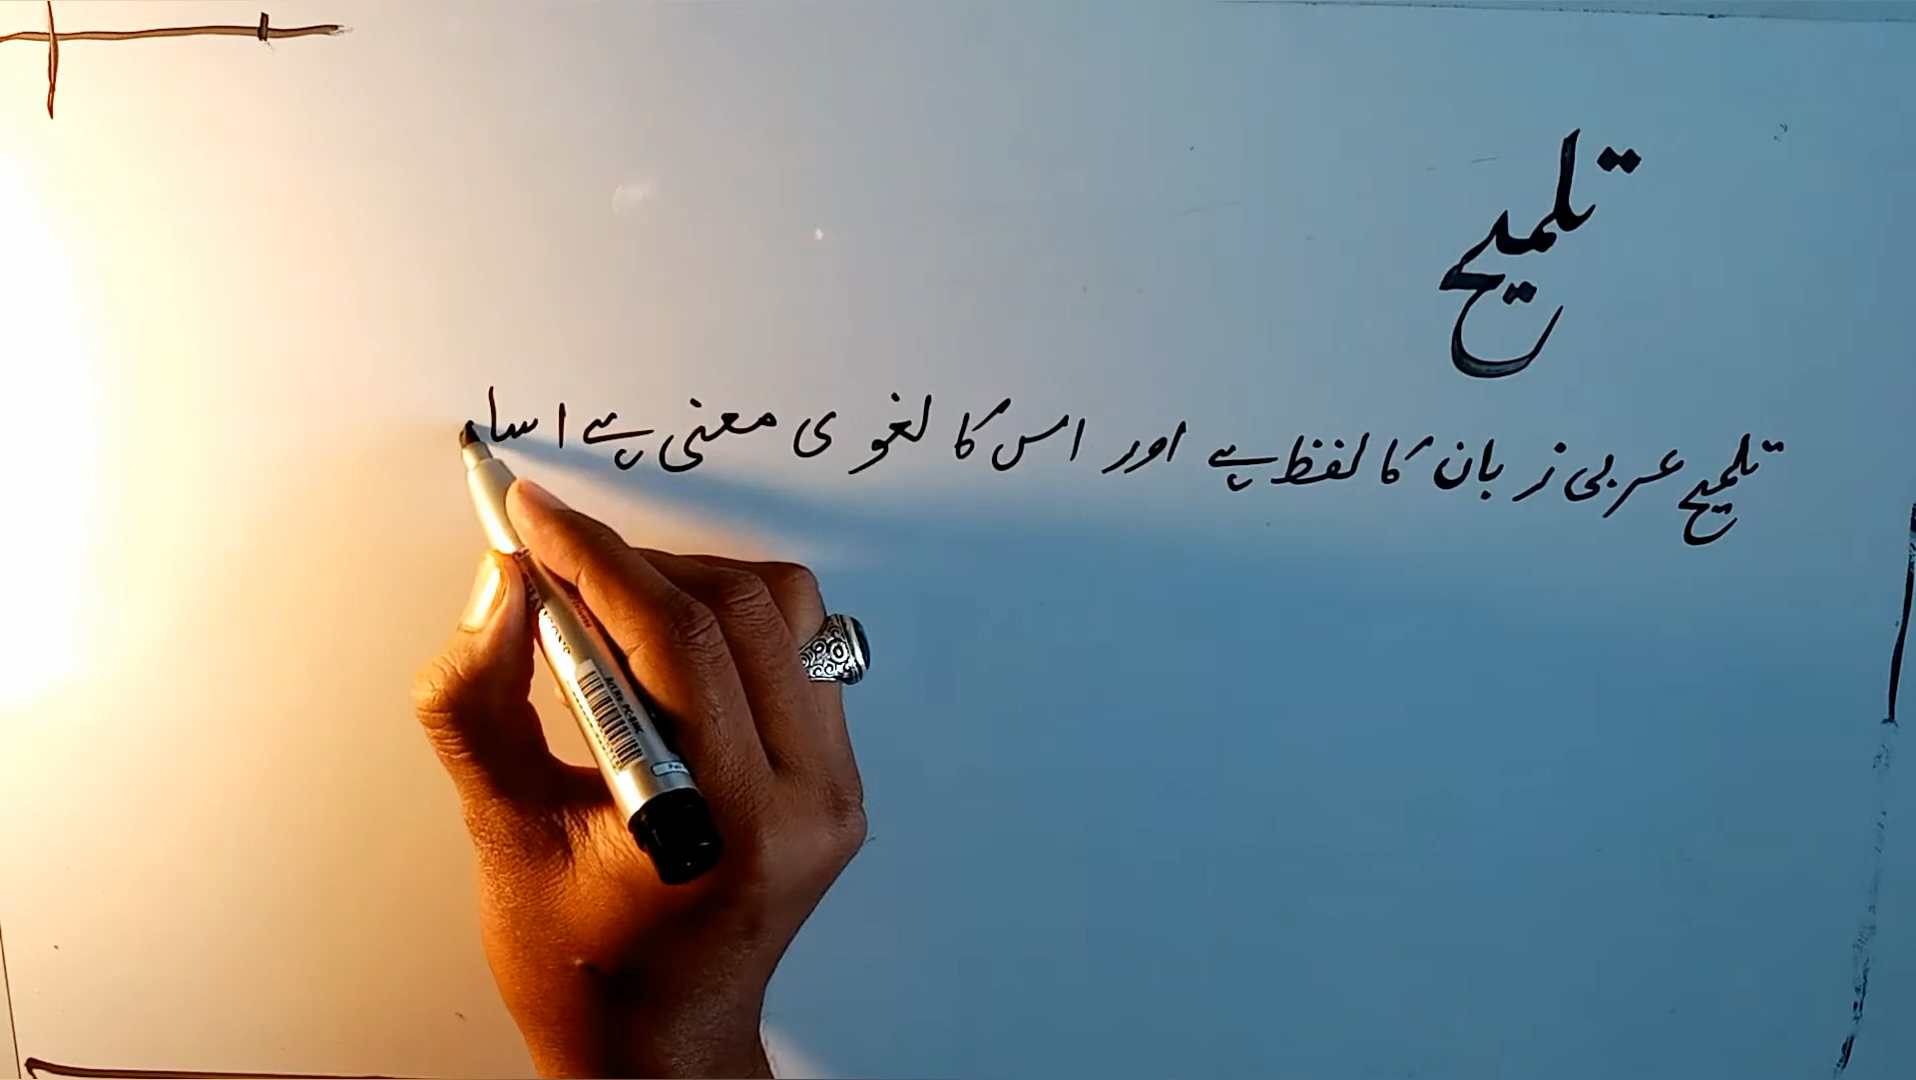 تلمیح
تلمیح عربی زبان کا لفظ ہے اور اس کا لغوی معنی ہے اسا